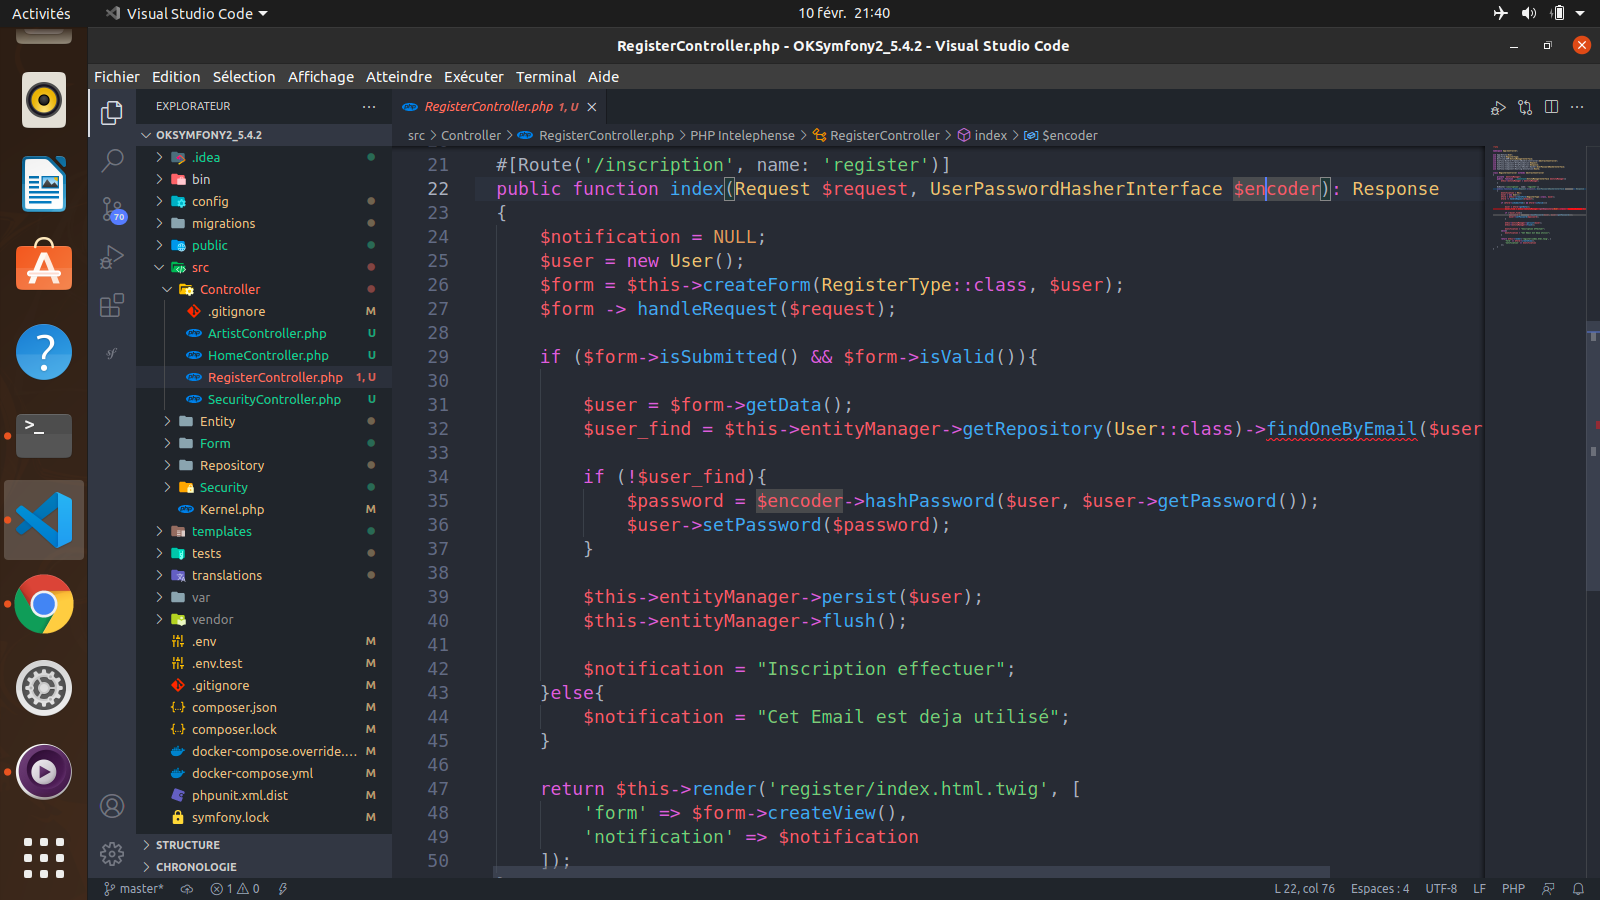 Activités
Visual Studio Code
10 févr. 21:40
RegisterController.php - OKSymfony2_5.4.2 - Visual Studio Code
Fichier Edition Sélection Affichage Atteindre Exécuter Terminal Aide
EXPLORATEUR ···
OKSYMFONY2_5.4.2
.idea
bin
config
migrations
public
src
Controller
.gitignore M
ArtistController.php U
HomeController.php U
RegisterController.php 1, U
SecurityController.php U
Entity
Form
Repository
Security
Kernel.php M
templates
tests
translations
var
vendor
.env M
.env.test M
.gitignore M
composer.json M
composer.lock M
docker-compose.override.... M
docker-compose.yml M
phpunit.xml.dist M
symfony.lock M
STRUCTURE
CHRONOLOGIE
70
RegisterController.php 1, U
src > Controller > RegisterController.php > PHP Intelephense > RegisterController > index > $encoder
21 #[Route('/inscription', name: 'register')]
22 public function index(Request $request, UserPasswordHasherInterface $encoder): Response
23 {
24 $notification = NULL;
25 $user = new User();
26 $form = $this->createForm(RegisterType::class, $user);
27 $form -> handleRequest($request);
28
29 if ($form->isSubmitted() && $form->isValid()){
30
31 $user = $form->getData();
32 $user_find = $this->entityManager->getRepository(User::class)->findOneByEmail($user
33
34 if (!$user_find){
35 $password = $encoder->hashPassword($user, $user->getPassword());
36 $user->setPassword($password);
37 }
38
39 $this->entityManager->persist($user);
40 $this->entityManager->flush();
41
42 $notification = "Inscription effectuer";
43 }else{
44 $notification = "Cet Email est deja utilisé";
45 }
46
47 return $this->render('register/index.html.twig', [
48 'form' => $form->createView(),
49 'notification' => $notification
50 ]);
master* 1 0
L 22, col 76 Espaces : 4 UTF-8 LF PHP